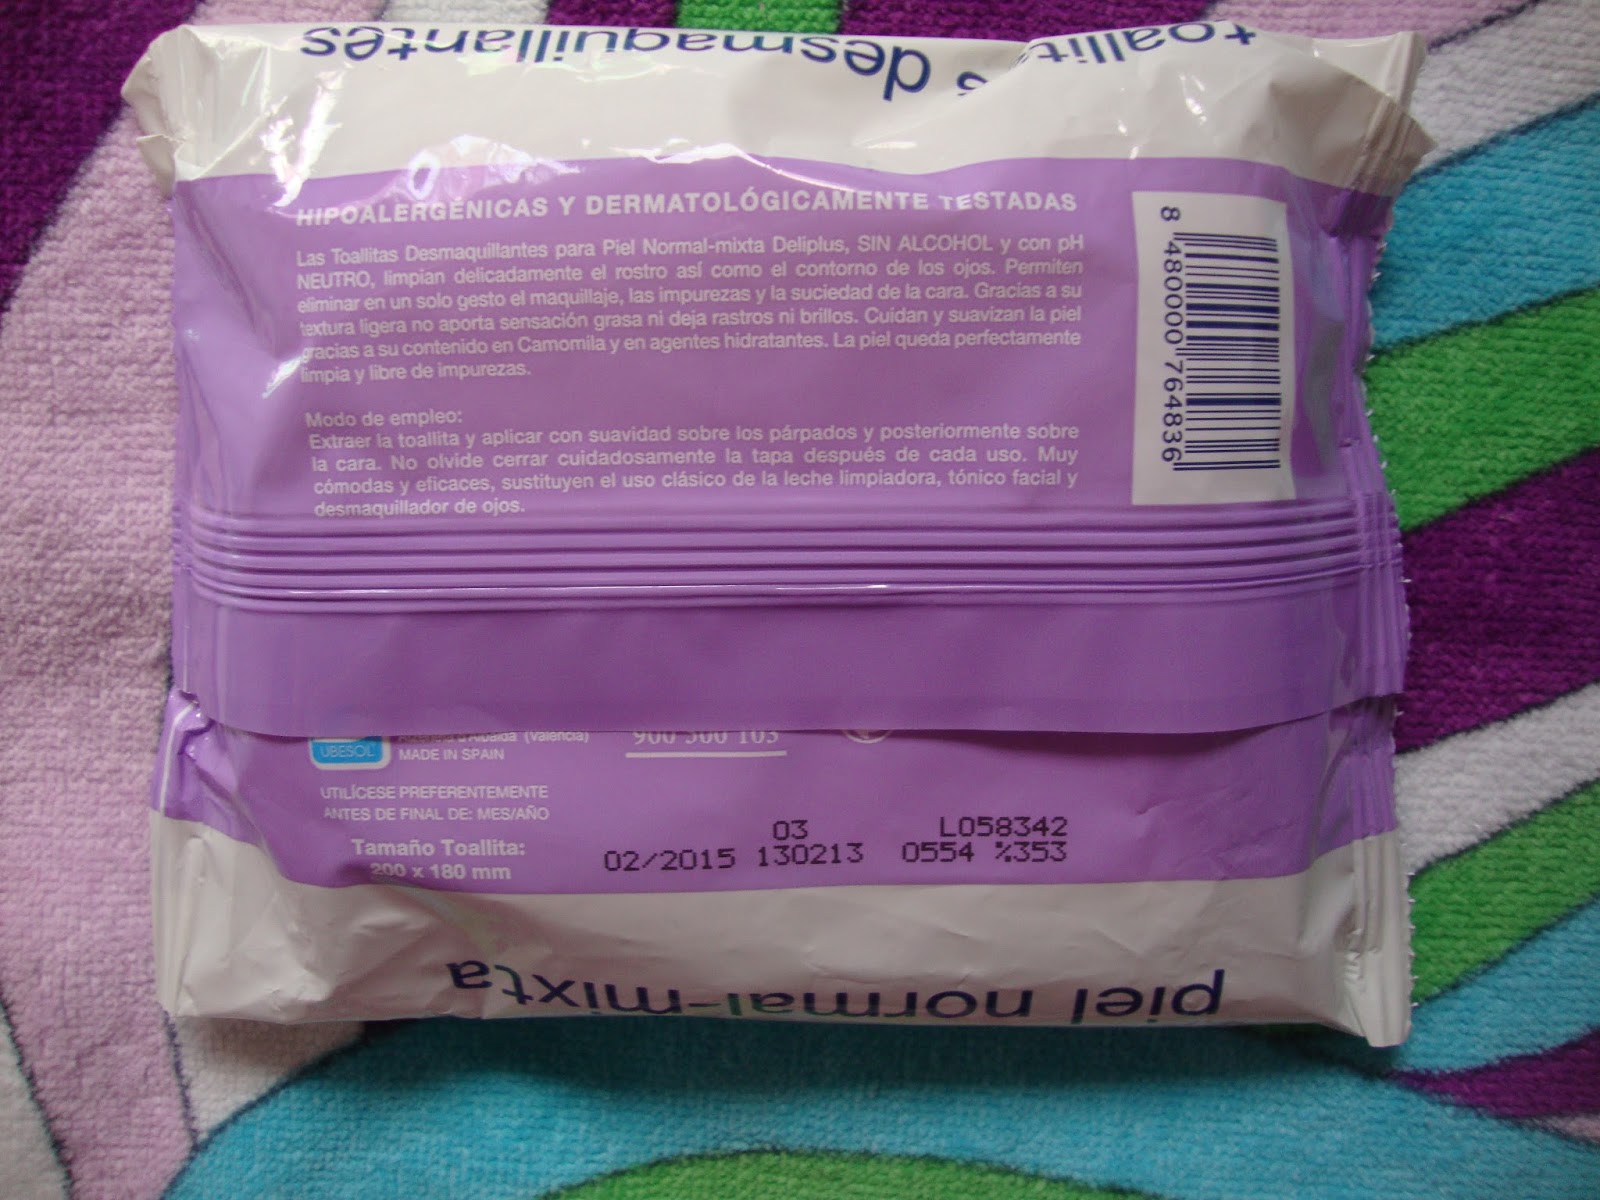 toallitas desmaquillantes
HIPOALERGÉNICAS Y DERMATOLÓGICAMENTE TESTADAS
Las Toallitas Desmaquillantes para Piel Normal-mixta Deliplus, SIN ALCOHOL y con pH
NEUTRO, limpian delicadamente el rostro así como el contorno de los ojos. Permiten
eliminar en un solo gesto el maquillaje, las impurezas y la suciedad de la cara. Gracias a su
textura ligera no aporta sensación grasa ni deja rastros ni brillos. Cuidan y suavizan la piel
gracias a su contenido en Camomila y en agentes hidratantes. La piel queda perfectamente
limpia y libre de impurezas.
Modo de empleo:
Extraer la toallita y aplicar con suavidad sobre los párpados y posteriormente sobre
la cara. No olvide cerrar cuidadosamente la tapa después de cada uso. Muy
cómodas y eficaces, sustituyen el uso clásico de la leche limpiadora, tónico facial y
desmaquillador de ojos.
8 480000 764836
UBESOL
d'Albaida (Valencia)
MADE IN SPAIN
900 500 103
UTILÍCESE PREFERENTEMENTE
ANTES DE FINAL DE: MES/AÑO
Tamaño Toallita:
200 x 180 mm
03 L058342
02/2015 130213 0554 %353
piel normal-mixta